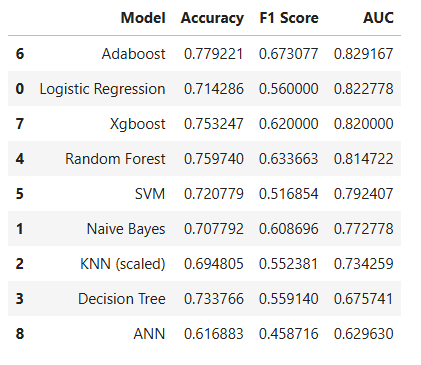 Model Accuracy F1 Score AUC
6 Adaboost 0.779221 0.673077 0.829167
0 Logistic Regression 0.714286 0.560000 0.822778
7 Xgboost 0.753247 0.620000 0.820000
4 Random Forest 0.759740 0.633663 0.814722
5 SVM 0.720779 0.516854 0.792407
1 Naive Bayes 0.707792 0.608696 0.772778
2 KNN (scaled) 0.694805 0.552381 0.734259
3 Decision Tree 0.733766 0.559140 0.675741
8 ANN 0.616883 0.458716 0.629630